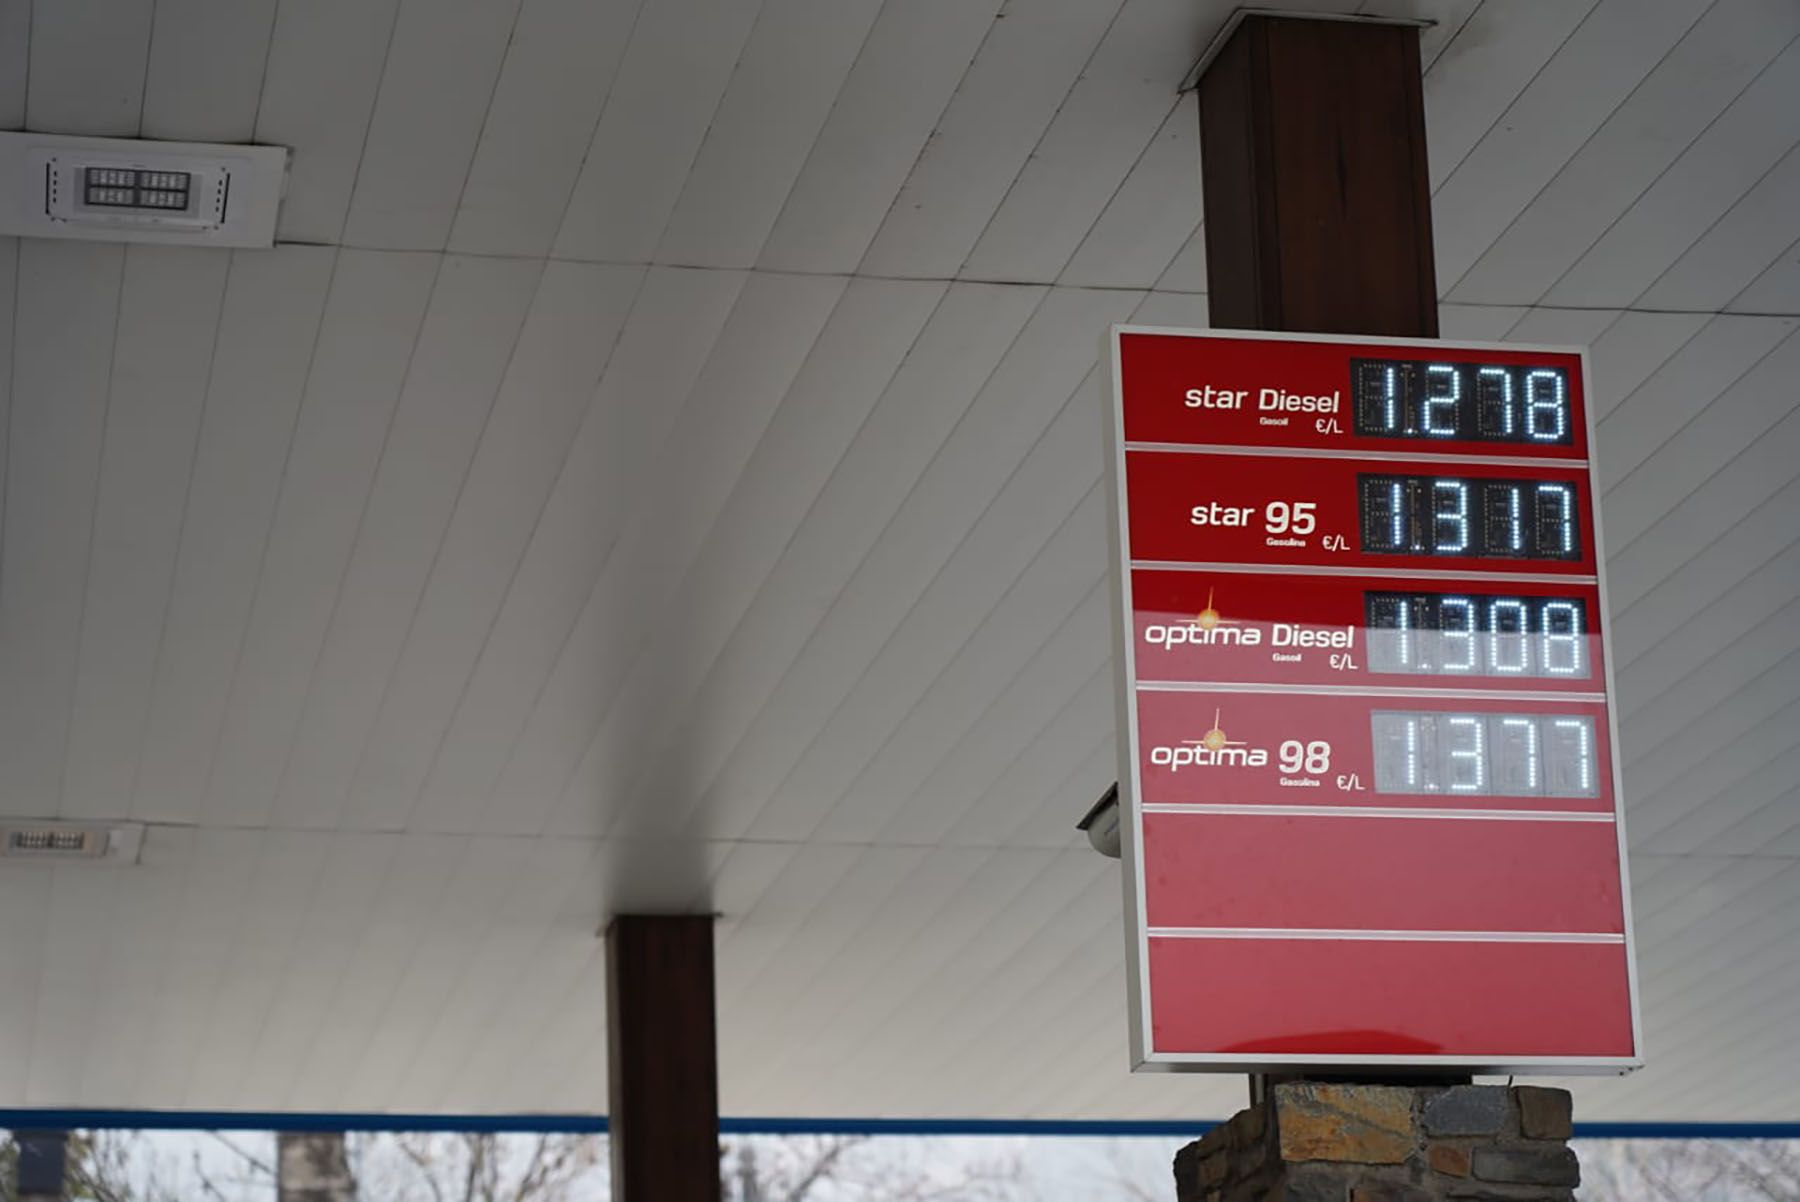 star Diesel 1.278
Gasoil €/L
star 95 1.317
Gasolina €/L
optima Diesel 1.308
Gasoil €/L
optima 98 1.377
Gasolina €/L